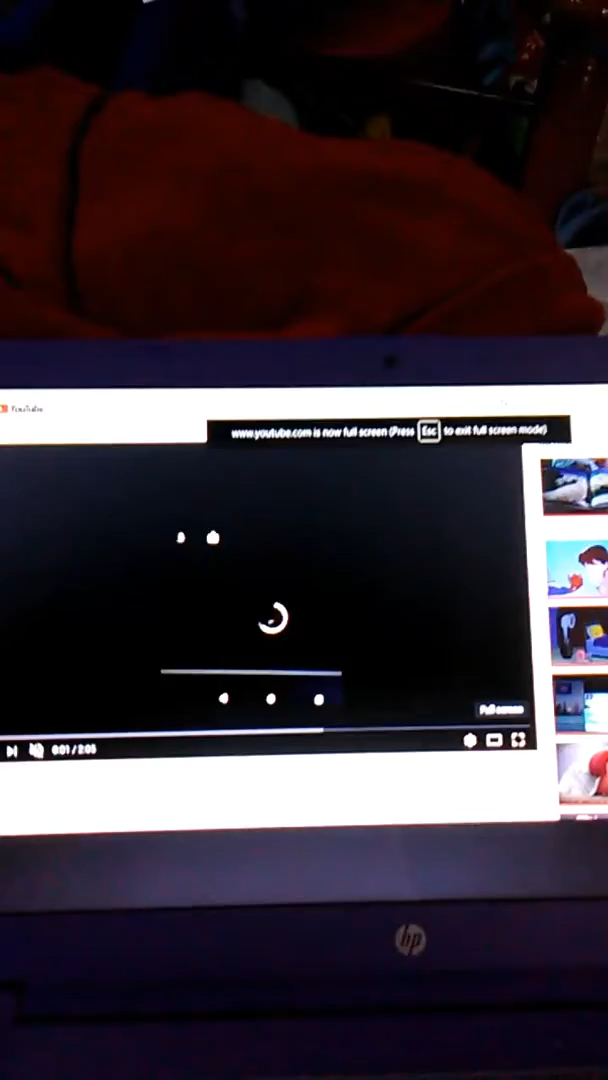 YouTube
www.youtube.com is now full screen (Press Esc to exit full screen mode)
Full screen
0:01 / 2:05
hp